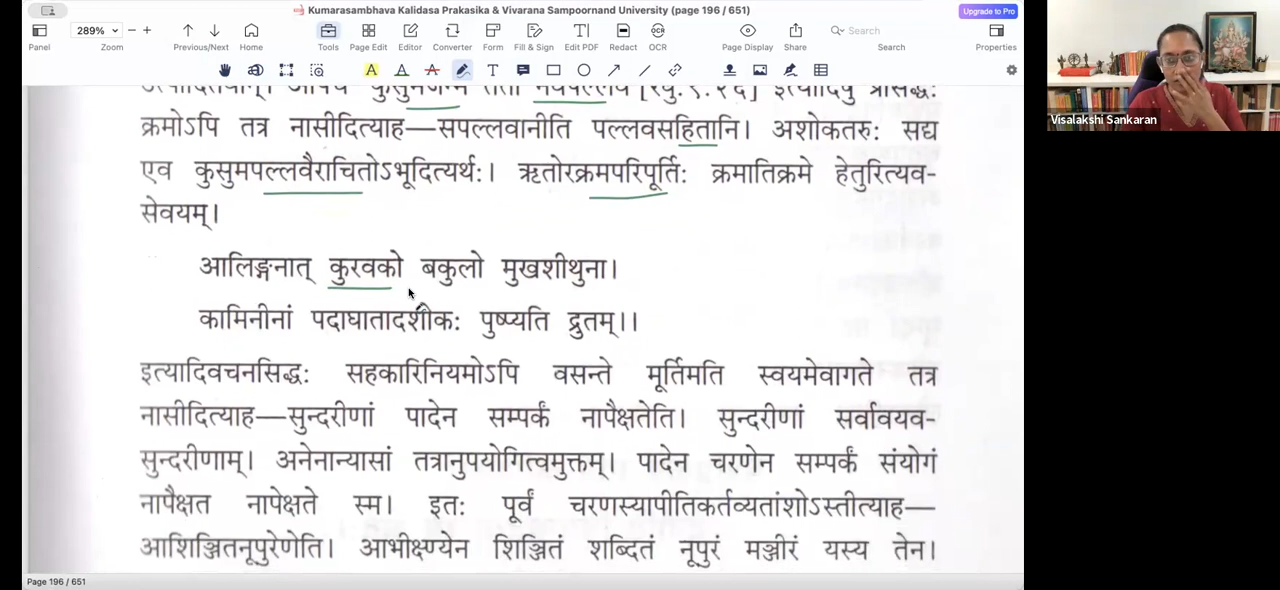 Kumarasambhava Kalidasa Prakasika & Vivarana Sampoornand University (page 196 / 651)
Upgrade to Pro
289%
Panel Zoom Previous/Next Home Tools Page Edit Editor Converter Form Fill & Sign Edit PDF Redact OCR Page Display Share Search Properties
Search
A A A T
कुसुमजन्म ततो [रघु. ९.२६]
क्रमोऽपि तत्र नासीदित्याह—सपल्लवानीति पल्लवसहितानि। अशोकतरुः सद्य
एव कुसुमपल्लवैराचितोऽभूदित्यर्थः। ऋतोरक्रमपरिपूर्तिः क्रमातिक्रमे हेतुरित्यव-
सेवयम्।
आलिङ्गनात् कुरवको बकुलो मुखशीथुना।
कामिनीनां पदाघातादशोकः पुष्प्यति द्रुतम्।।
इत्यादिवचनसिद्धः सहकारिनियमोऽपि वसन्ते मूर्तिमति स्वयमेवागते तत्र
नासीदित्याह—सुन्दरीणां पादेन सम्पर्कं नापैक्षतेति। सुन्दरीणां सर्वावयव-
सुन्दरीणाम्। अनेनान्यासां तत्रानुपयोगित्वमुक्तम्। पादेन चरणेन सम्पर्कं संयोगं
नापैक्षत नापेक्षते स्म। इतः पूर्वं चरणस्यापीतिकर्तव्यतांशोऽस्तीत्याह—
आशिञ्जितनूपुरेणेति। आभीक्ष्ण्येन शिञ्जितं शब्दितं नूपुरं मञ्जीरं यस्य तेन।
Page 196 / 651
Visalakshi Sankaran